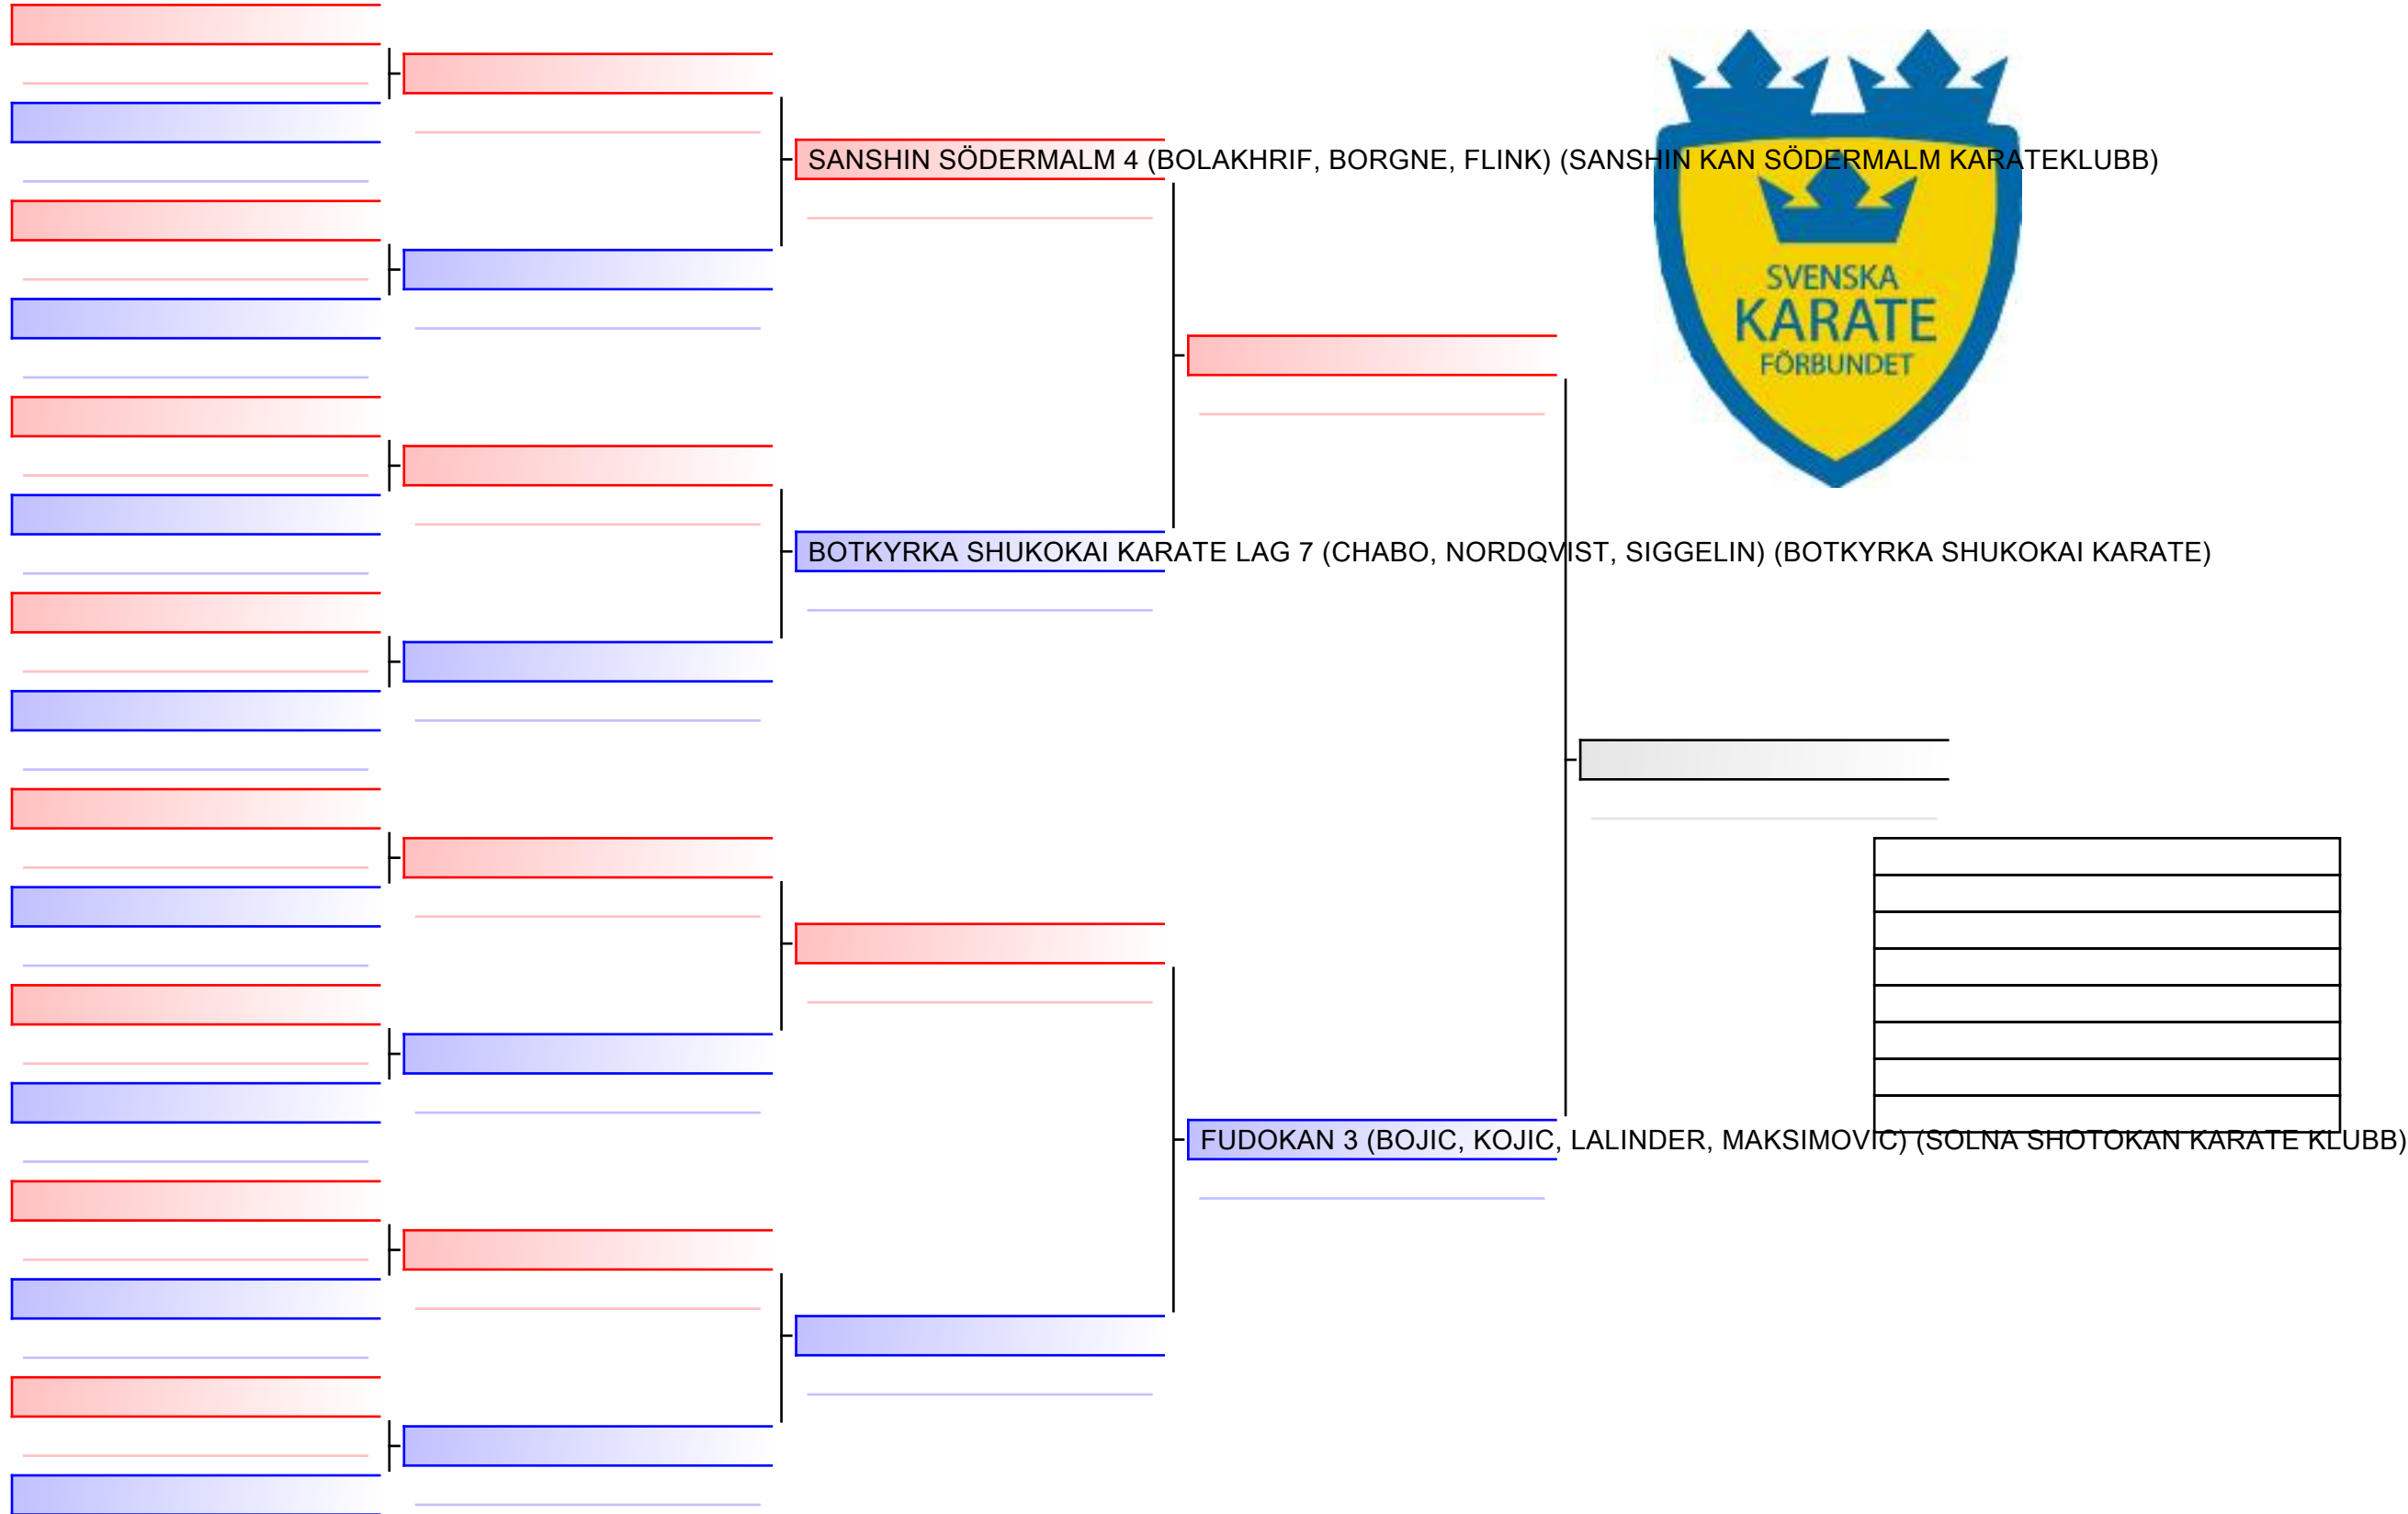 SANSHIN SÖDERMALM 4 (BOLAKHRIF, BORGNE, FLINK) (SANSHIN KAN SÖDERMALM KARATEKLUBB)
SVENSKA
KARATE
FÖRBUNDET
BOTKYRKA SHUKOKAI KARATE LAG 7 (CHABO, NORDQVIST, SIGGELIN) (BOTKYRKA SHUKOKAI KARATE)
FUDOKAN 3 (BOJIC, KOJIC, LALINDER, MAKSIMOVIC) (SOLNA SHOTOKAN KARATE KLUBB)